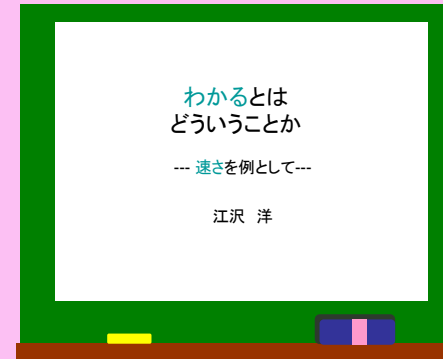 わかるとは
どういうことか
--- 速さを例として---
江沢 洋